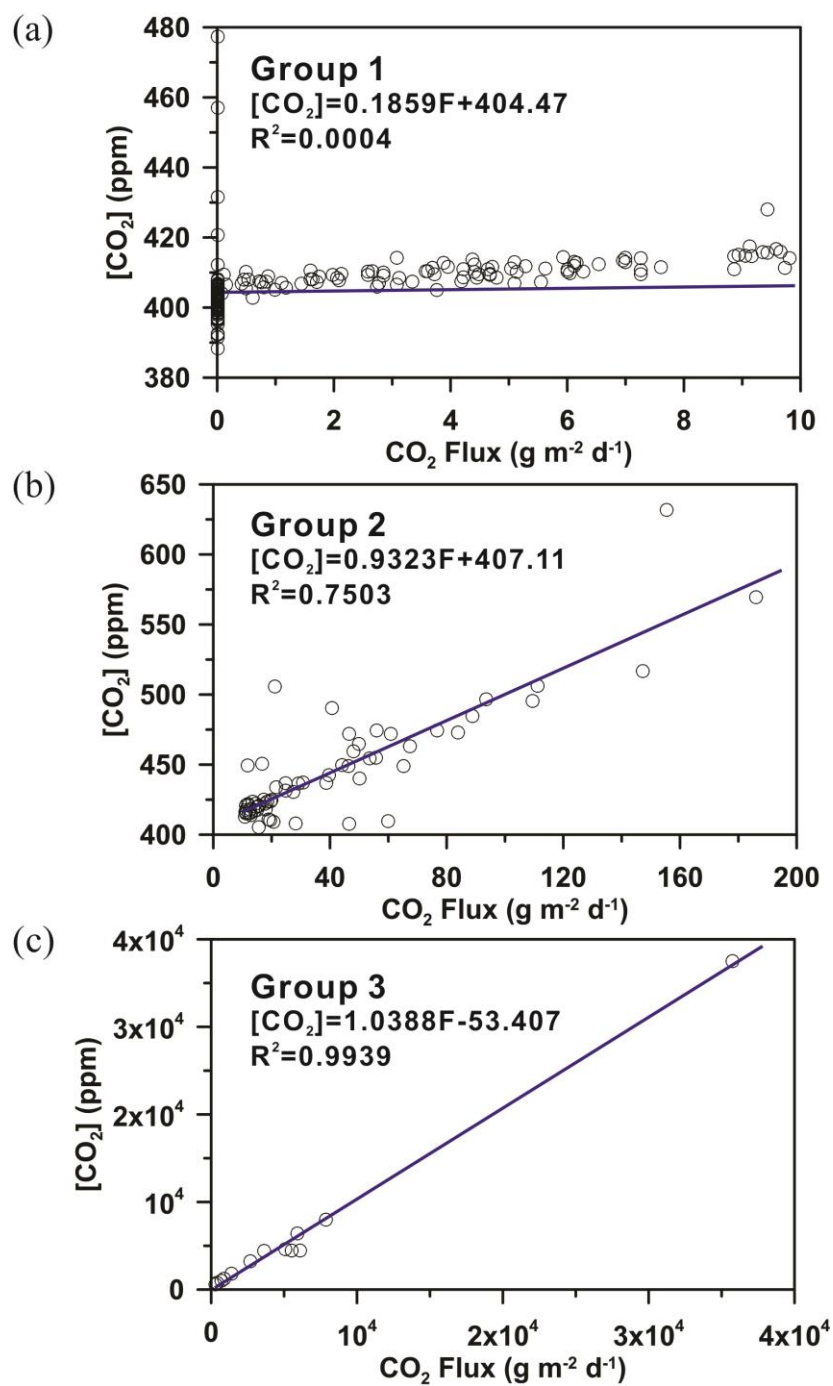 (a)
480
460
440
420
400
380
[CO₂] (ppm)
Group 1
[CO₂]=0.1859F+404.47
R²=0.0004
0 2 4 6 8 10
CO₂ Flux (g m⁻² d⁻¹)
(b)
650
600
550
500
450
400
[CO₂] (ppm)
Group 2
[CO₂]=0.9323F+407.11
R²=0.7503
0 40 80 120 160 200
CO₂ Flux (g m⁻² d⁻¹)
(c)
4x10⁴
3x10⁴
2x10⁴
10⁴
0
[CO₂] (ppm)
Group 3
[CO₂]=1.0388F-53.407
R²=0.9939
0 10⁴ 2x10⁴ 3x10⁴ 4x10⁴
CO₂ Flux (g m⁻² d⁻¹)